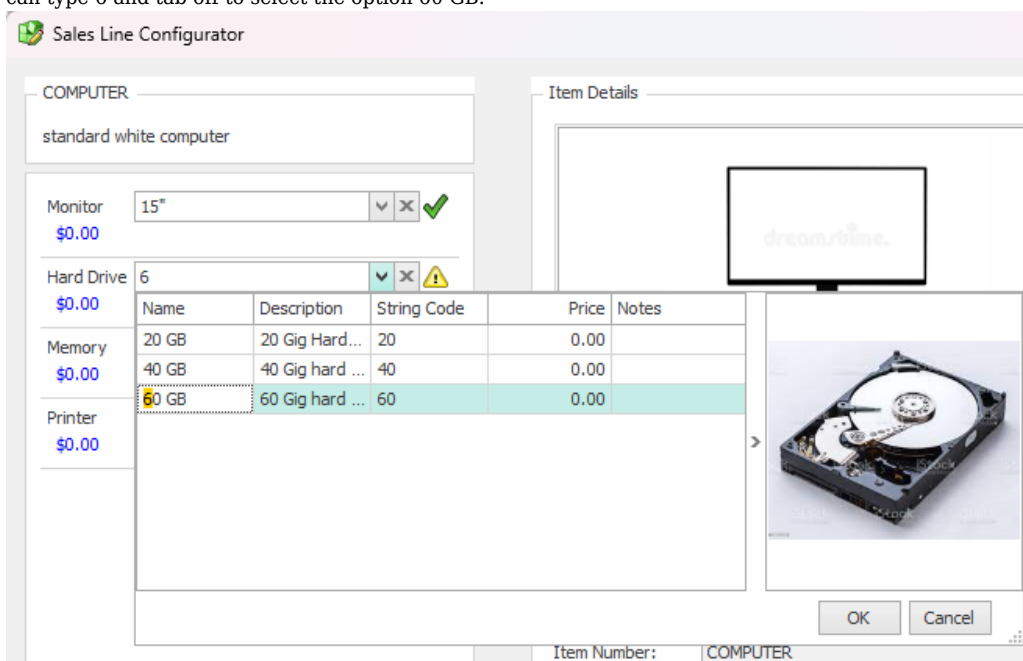 can type 6 and tab off to select the option 60 GB.
Sales Line Configurator
COMPUTER
standard white computer
Item Details
dreamstime.
Monitor 15"
$0.00
Hard Drive 6
$0.00
Memory
$0.00
Printer
$0.00
Name Description String Code Price Notes
20 GB 20 Gig Hard... 20 0.00
40 GB 40 Gig hard ... 40 0.00
60 GB 60 Gig hard ... 60 0.00
iStock
iStock
OK Cancel
Item Number: COMPUTER